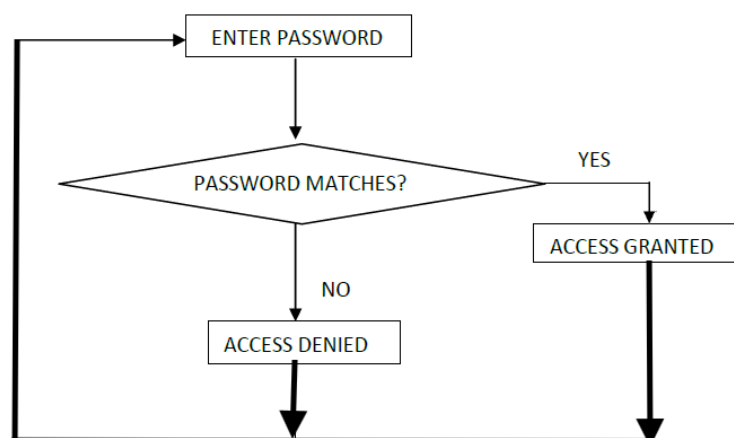 ENTER PASSWORD
PASSWORD MATCHES?
YES
ACCESS GRANTED
NO
ACCESS DENIED